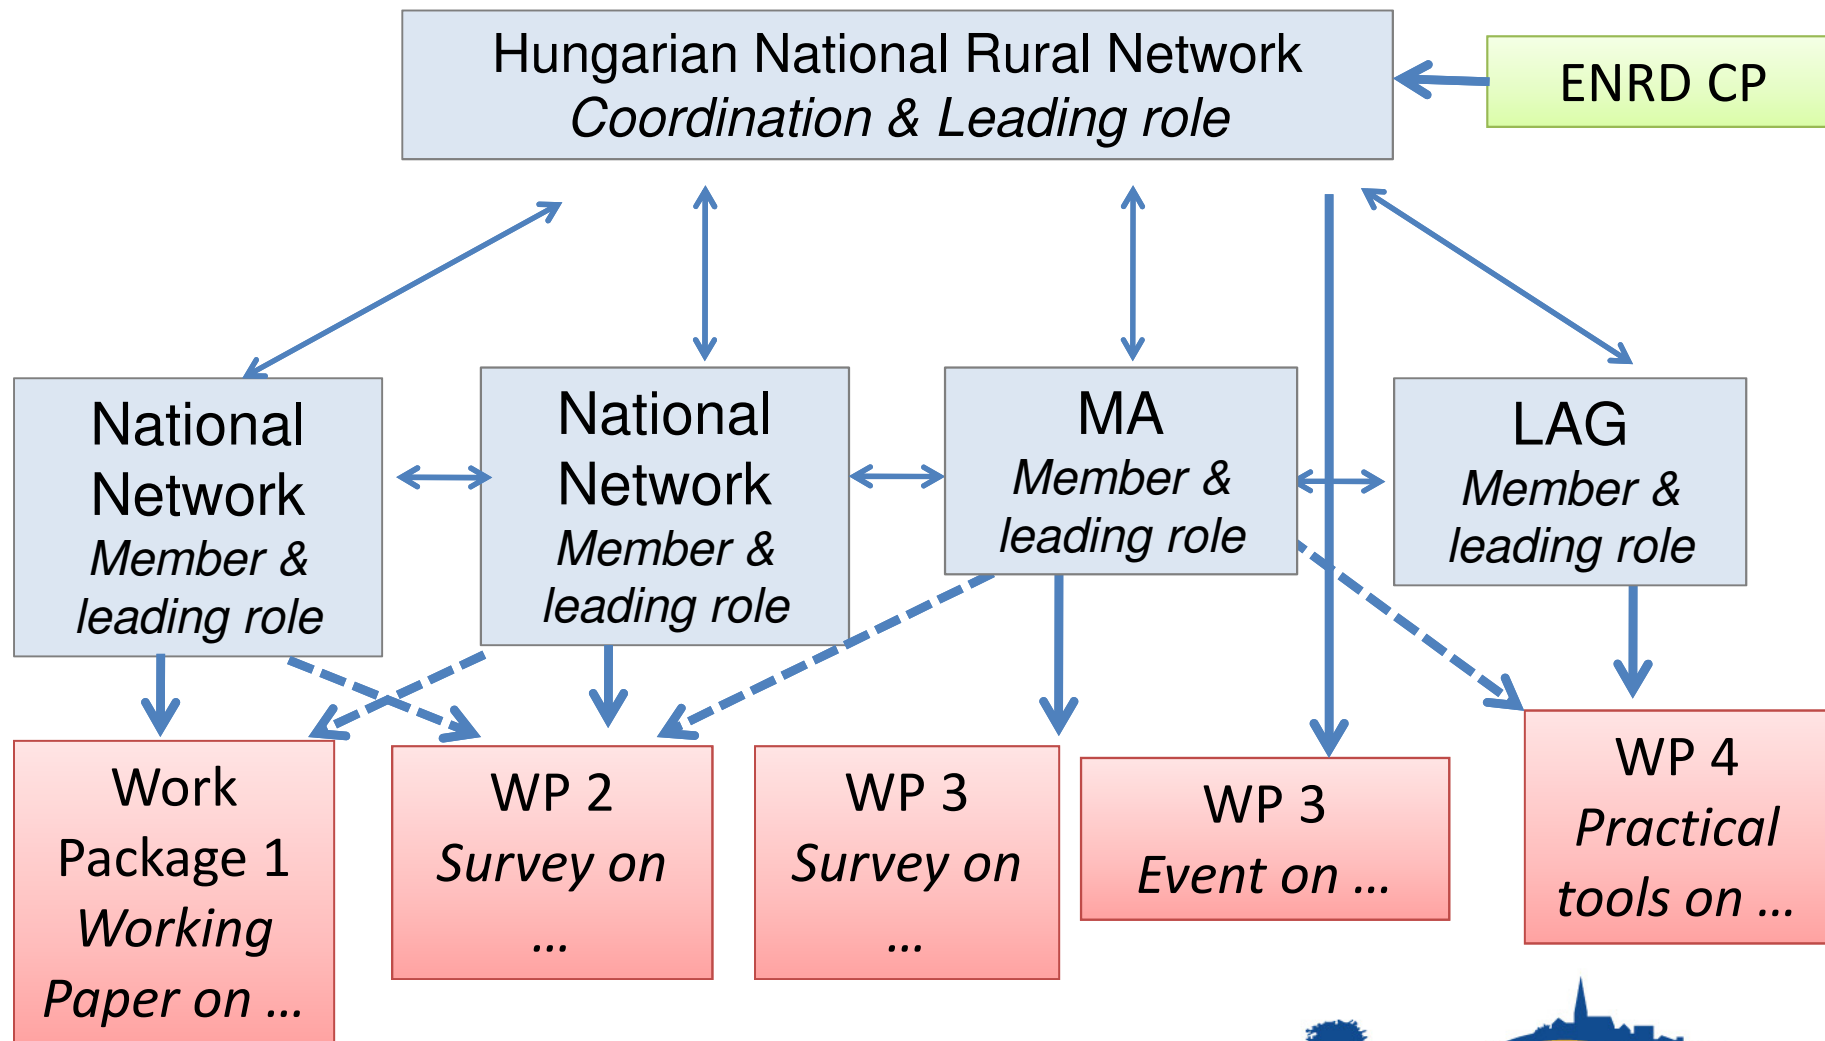 Hungarian National Rural Network
Coordination & Leading role
ENRD CP
National
Network
Member &
leading role
National
Network
Member &
leading role
MA
Member &
leading role
LAG
Member &
leading role
Work
Package 1
Working
Paper on ...
WP 2
Survey on
...
WP 3
Survey on
...
WP 3
Event on ...
WP 4
Practical
tools on ...